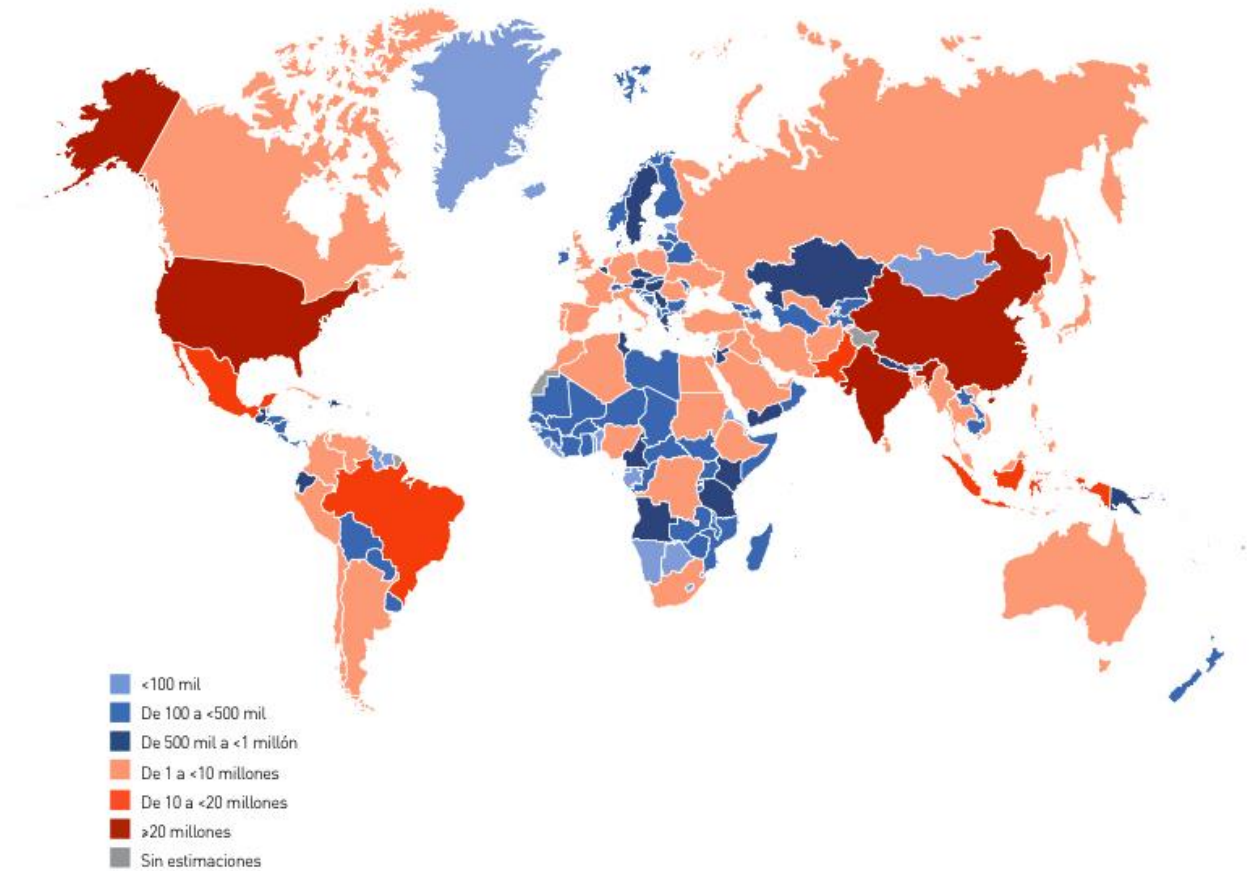 <100 mil
De 100 a <500 mil
De 500 mil a <1 millón
De 1 a <10 millones
De 10 a <20 millones
≥20 millones
Sin estimaciones